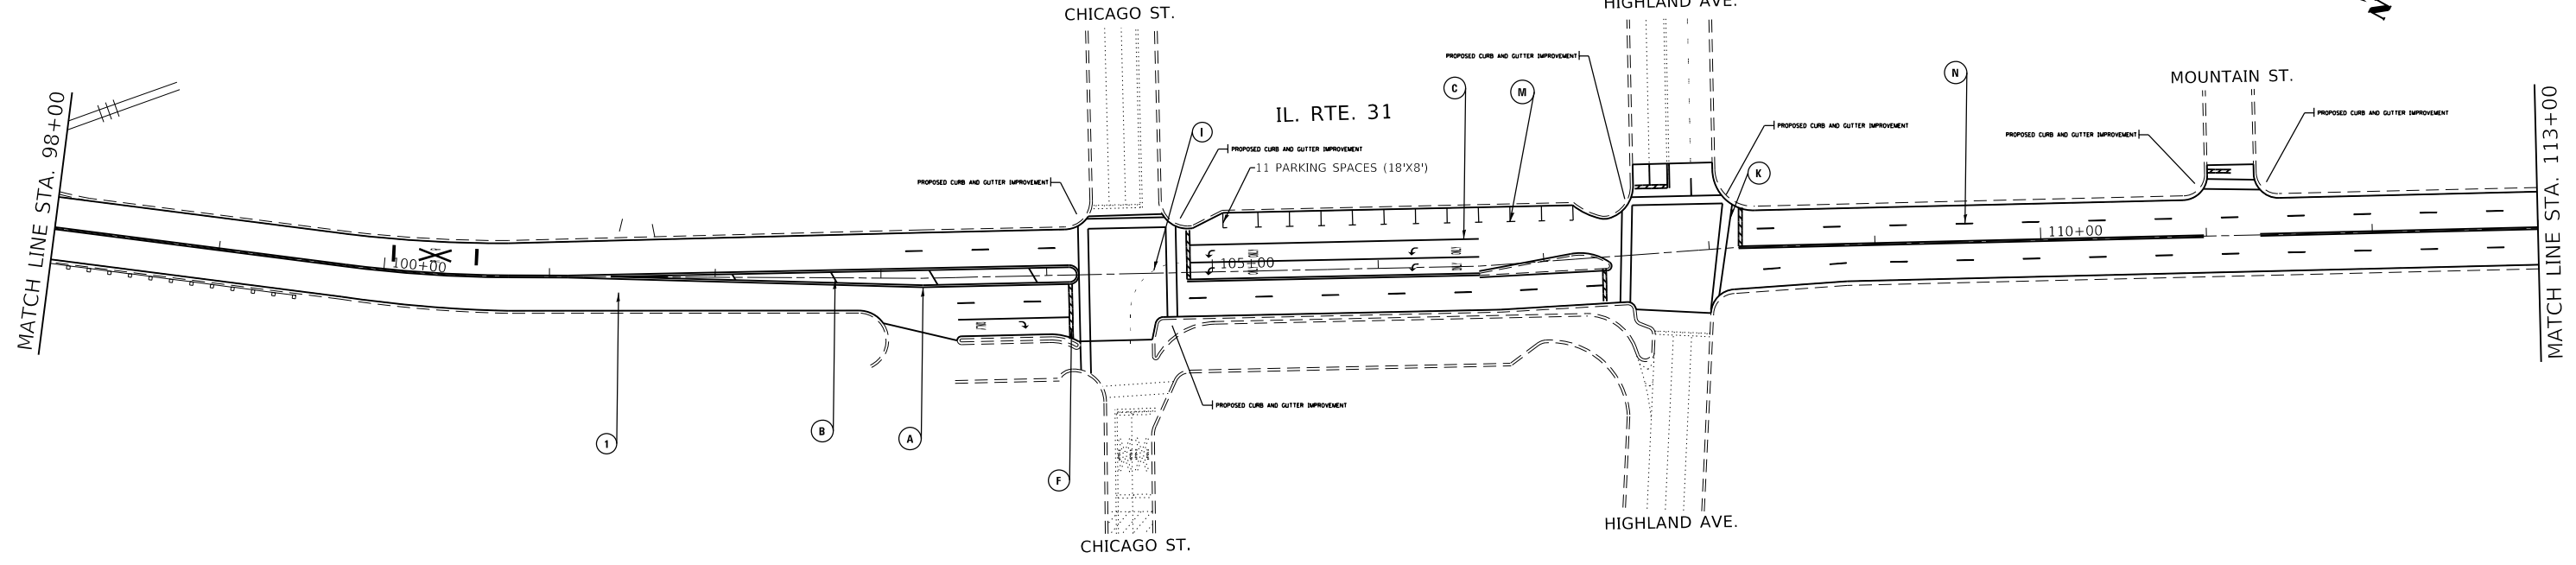 CHICAGO ST.
HIGHLAND AVE.
N
PROPOSED CURB AND GUTTER IMPROVEMENT
MOUNTAIN ST.
C
M
N
IL. RTE. 31
PROPOSED CURB AND GUTTER IMPROVEMENT
PROPOSED CURB AND GUTTER IMPROVEMENT
PROPOSED CURB AND GUTTER IMPROVEMENT
I
PROPOSED CURB AND GUTTER IMPROVEMENT
11 PARKING SPACES (18'X8')
K
PROPOSED CURB AND GUTTER IMPROVEMENT
MATCH LINE STA. 98+00
MATCH LINE STA. 113+00
100+00
105+00
110+00
PROPOSED CURB AND GUTTER IMPROVEMENT
1
B
A
F
HIGHLAND AVE.
CHICAGO ST.